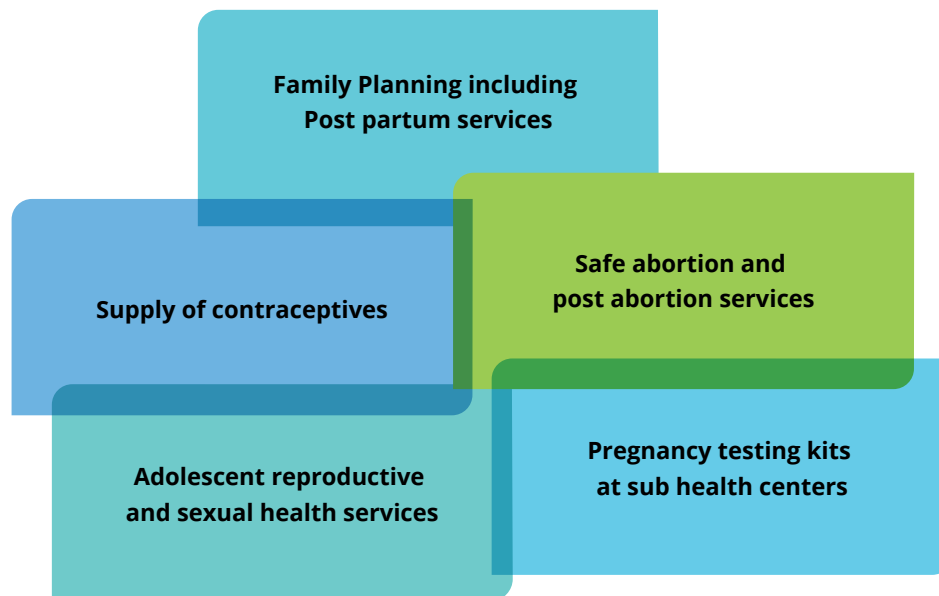 Family Planning including
Post partum services
Safe abortion and
post abortion services
Supply of contraceptives
Pregnancy testing kits
at sub health centers
Adolescent reproductive
and sexual health services